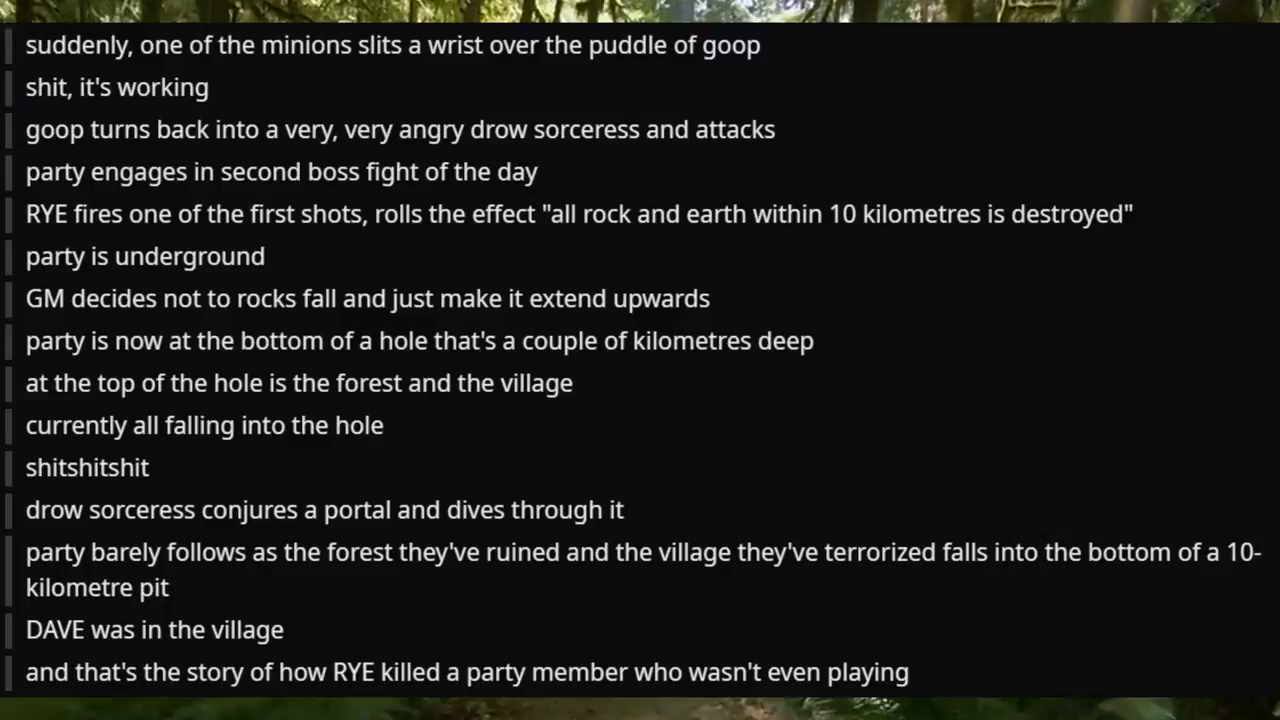 suddenly, one of the minions slits a wrist over the puddle of goop
shit, it's working
goop turns back into a very, very angry drow sorceress and attacks
party engages in second boss fight of the day
RYE fires one of the first shots, rolls the effect "all rock and earth within 10 kilometres is destroyed"
party is underground
GM decides not to rocks fall and just make it extend upwards
party is now at the bottom of a hole that's a couple of kilometres deep
at the top of the hole is the forest and the village
currently all falling into the hole
shitshitshit
drow sorceress conjures a portal and dives through it
party barely follows as the forest they've ruined and the village they've terrorized falls into the bottom of a 10-
kilometre pit
DAVE was in the village
and that's the story of how RYE killed a party member who wasn't even playing